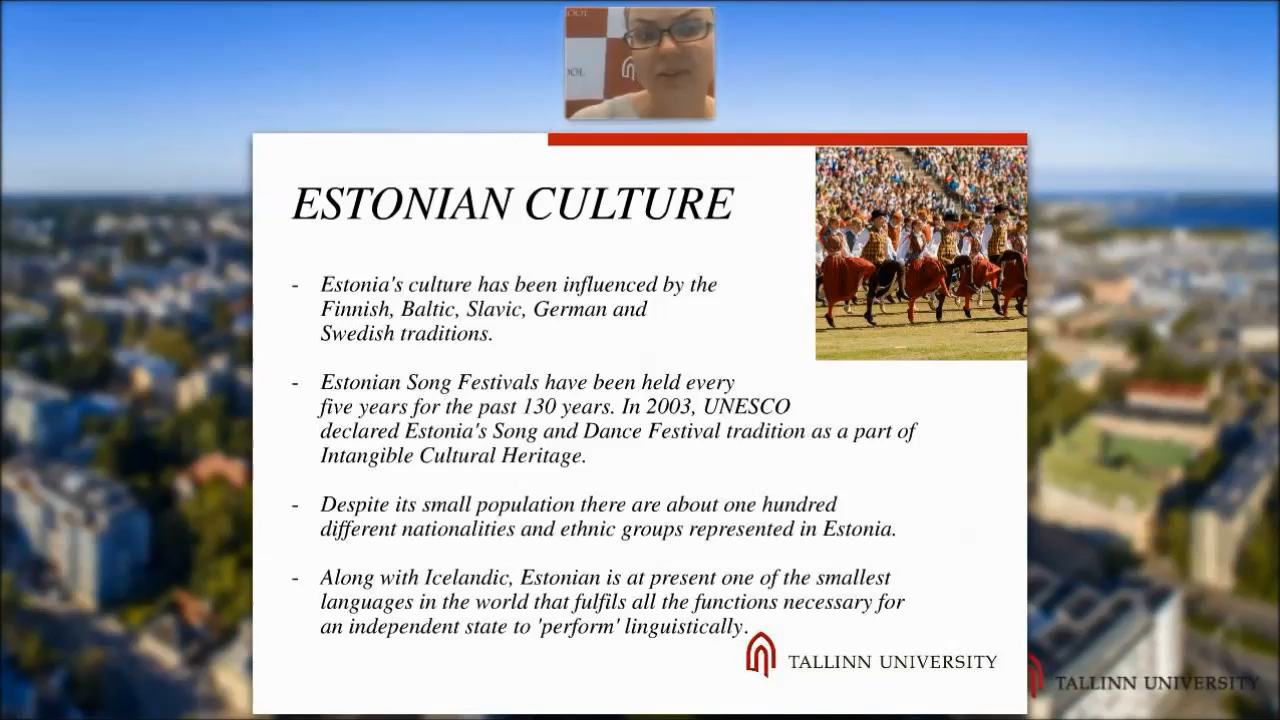 OOL
OOL
ESTONIAN CULTURE
- Estonia's culture has been influenced by the
Finnish, Baltic, Slavic, German and
Swedish traditions.
- Estonian Song Festivals have been held every
five years for the past 130 years. In 2003, UNESCO
declared Estonia's Song and Dance Festival tradition as a part of
Intangible Cultural Heritage.
- Despite its small population there are about one hundred
different nationalities and ethnic groups represented in Estonia.
- Along with Icelandic, Estonian is at present one of the smallest
languages in the world that fulfils all the functions necessary for
an independent state to 'perform' linguistically.
TALLINN UNIVERSITY
TALLINN UNIVERSITY